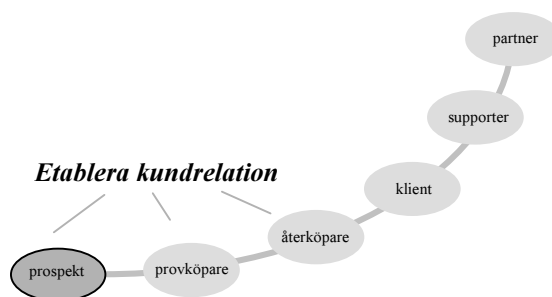 partner
supporter
Etablera kundrelation
klient
återköpare
provköpare
prospekt